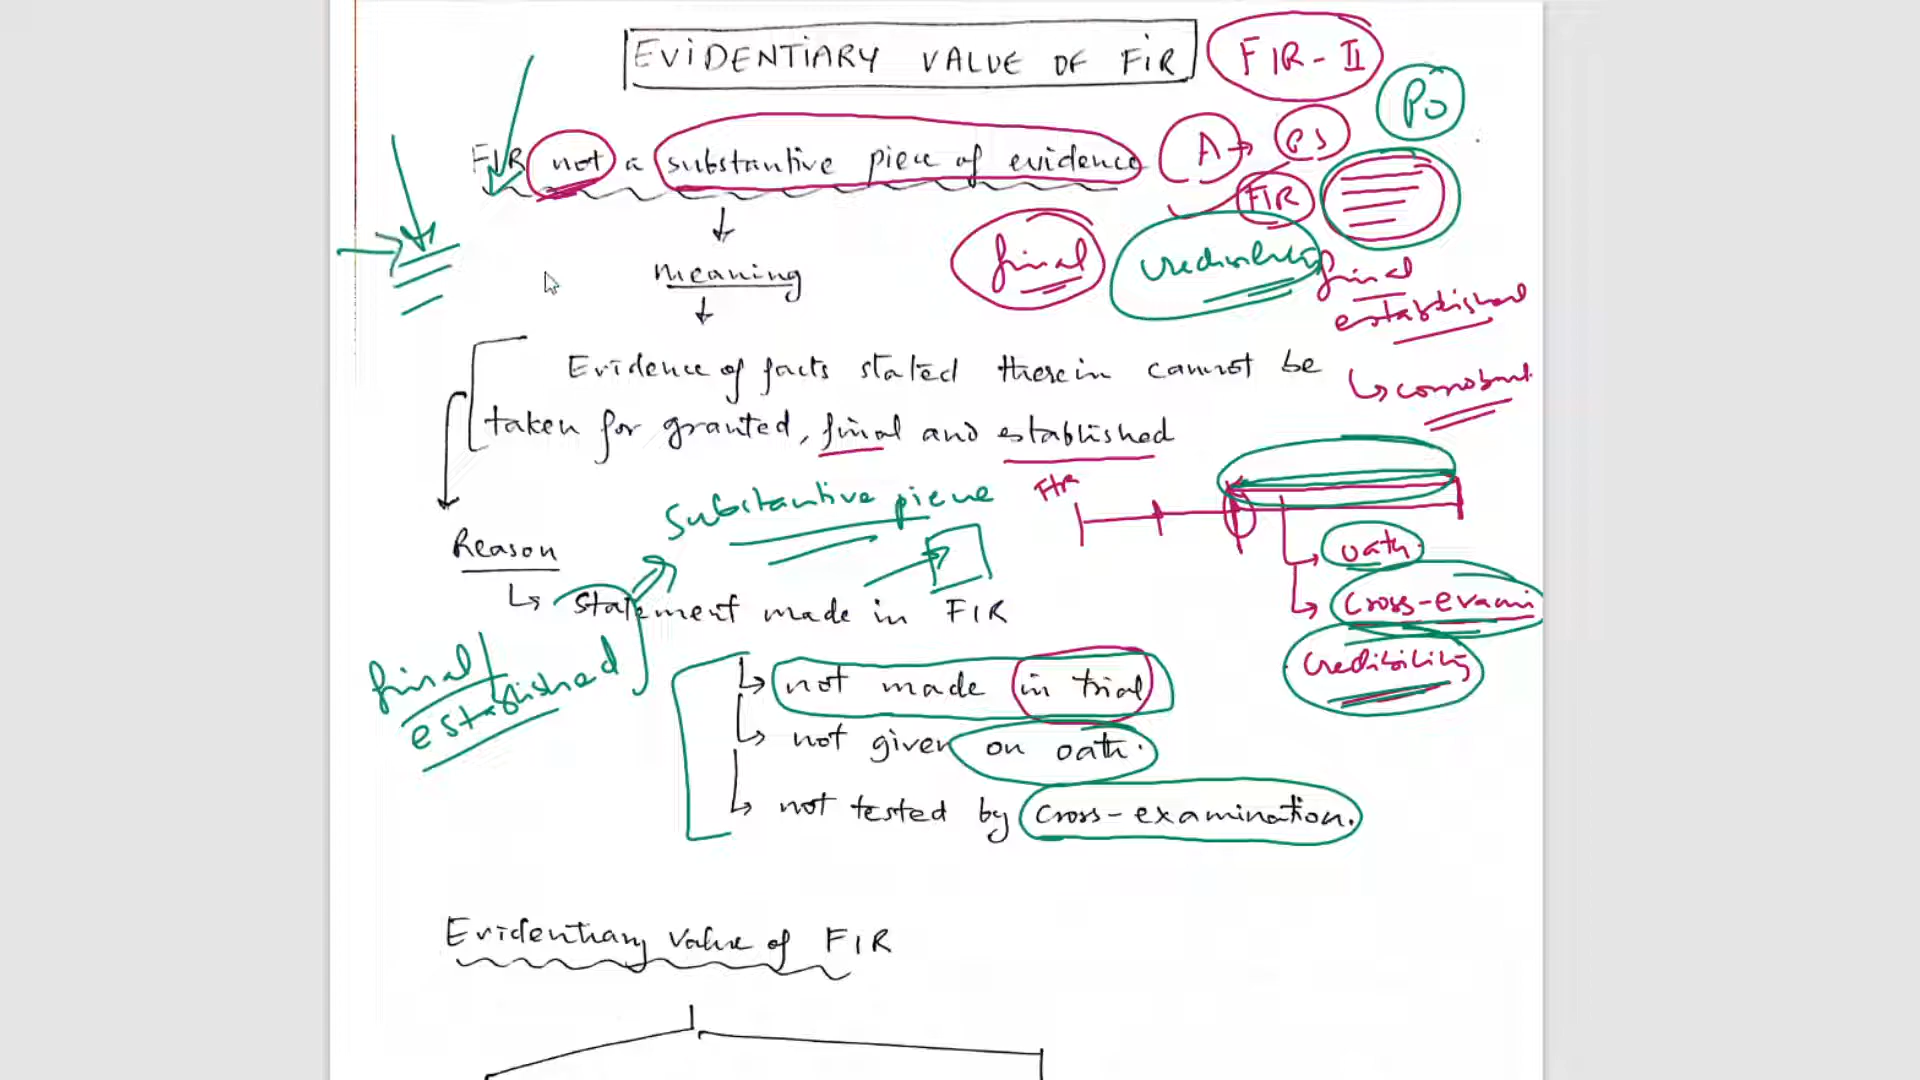 EVIDENTIARY VALUE OF FIR
FIR-II
PO
FIR not a substantive piece of evidence
A → PS
FIR
final
credibility
final
established
meaning
Evidence of facts stated therein cannot be
taken for granted, final and established
↳ corrobort
Substantive piece
FIR
Reason
oath
↳ statement made in FIR
cross-exami
credibility
final/
established
↳ not made in trial
↳ not given on oath.
↳ not tested by cross-examination.
Evidentiary value of FIR